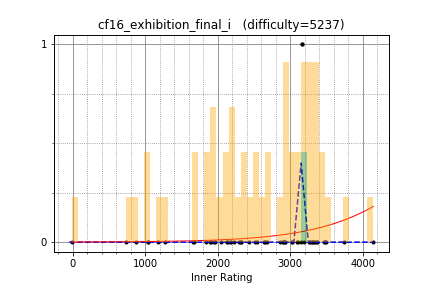 cf16_exhibition_final_i (difficulty=5237)
1
0
0 1000 2000 3000 4000
Inner Rating